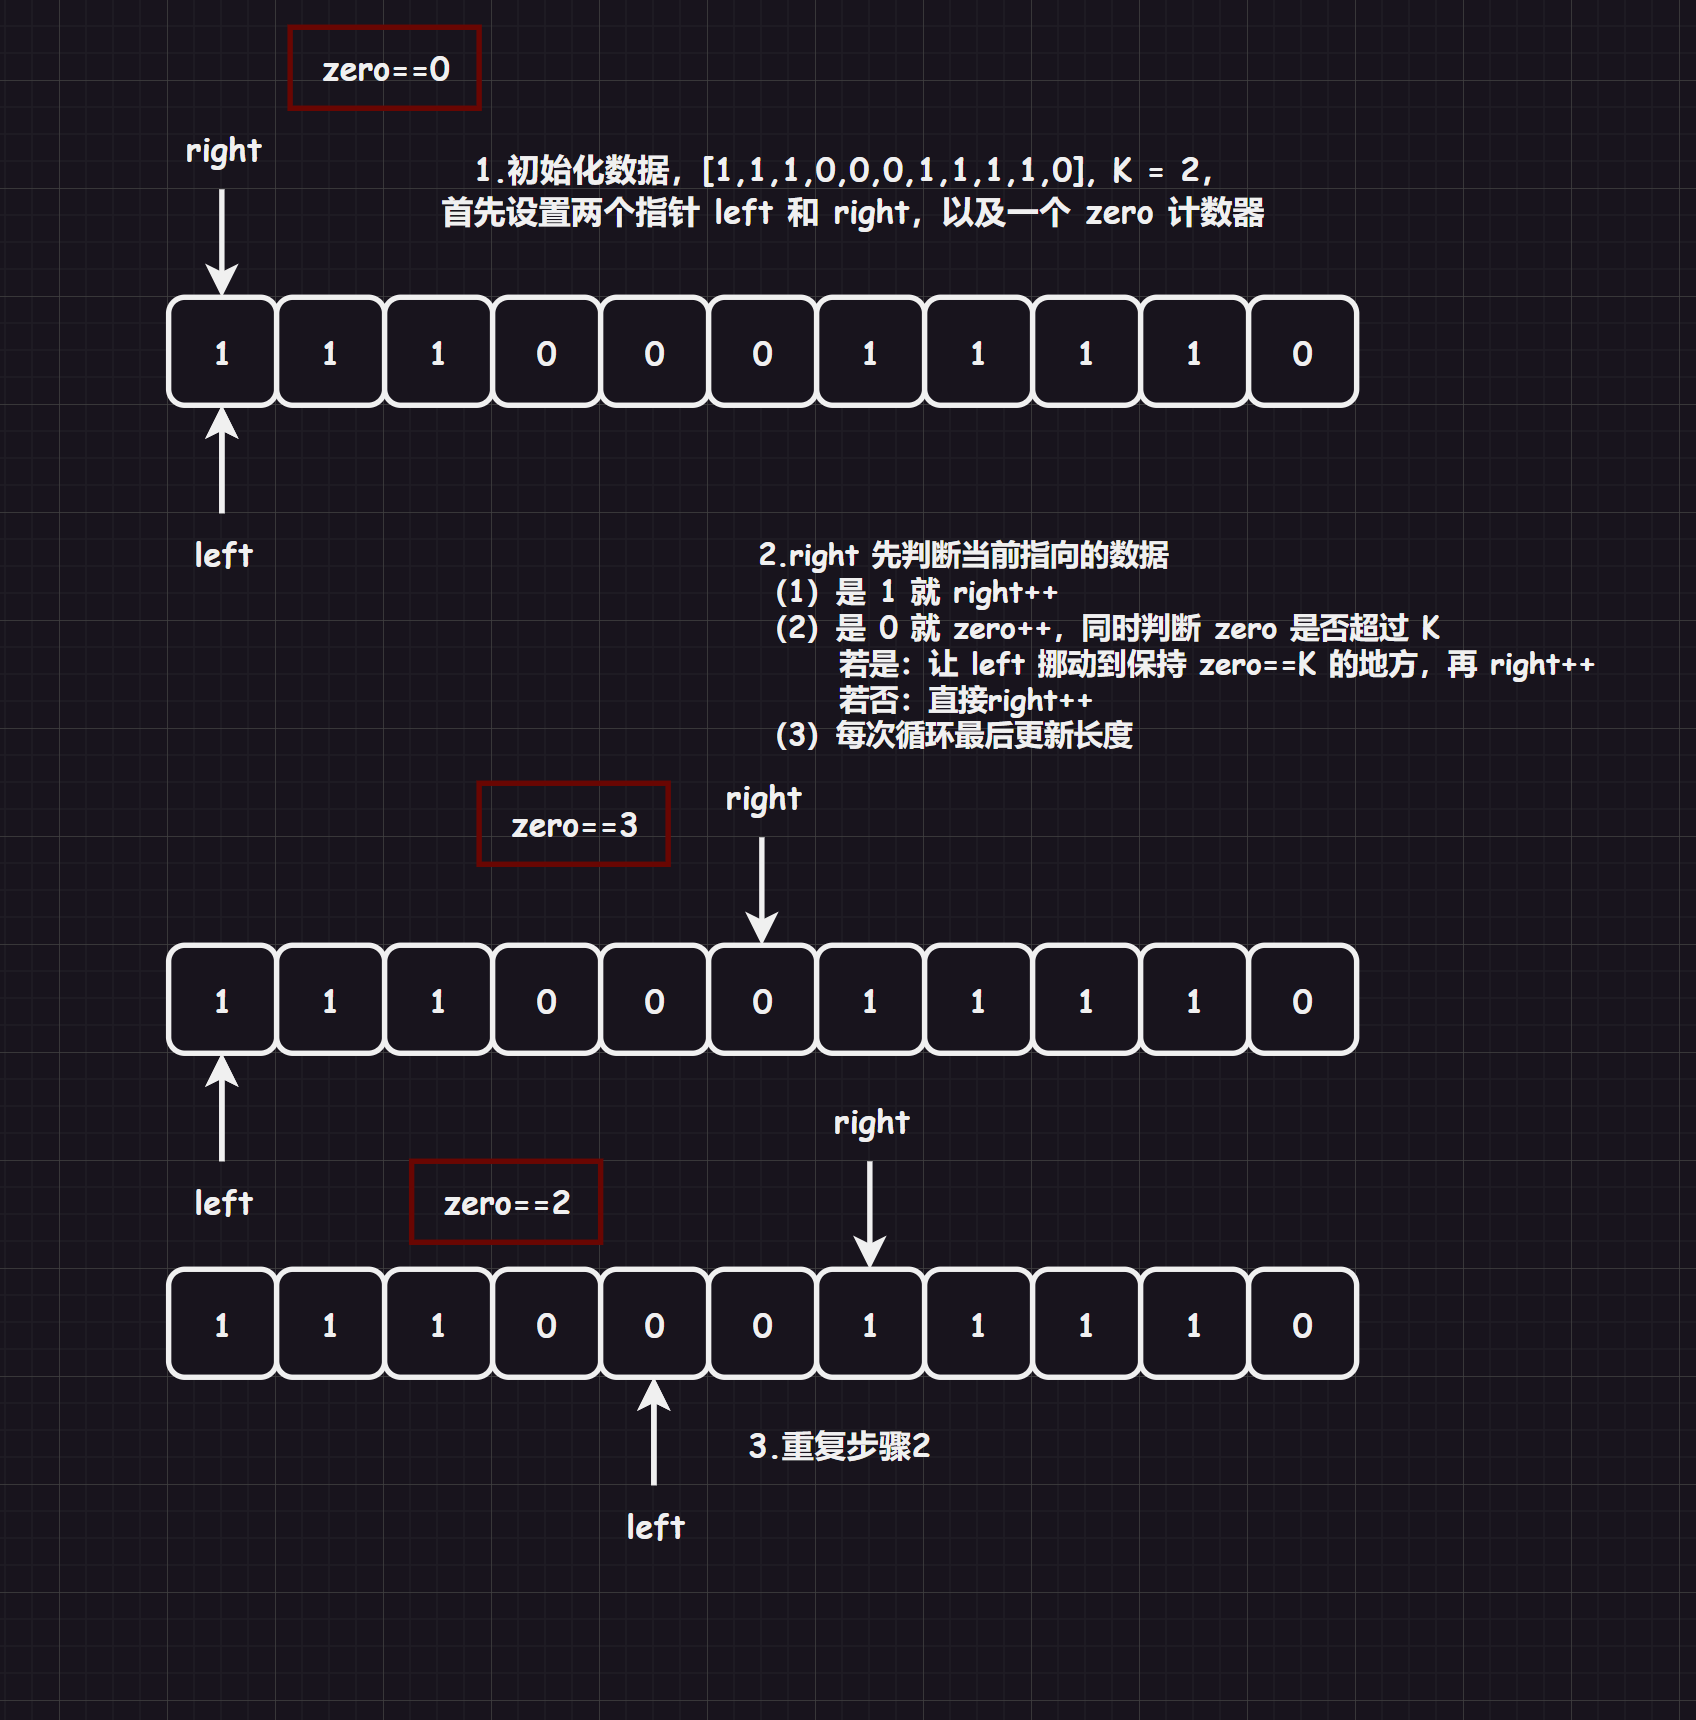 zero==0
right
1.初始化数据，[1,1,1,0,0,0,1,1,1,1,0]，K = 2，
首先设置两个指针 left 和 right，以及一个 zero 计数器
1 1 1 0 0 0 1 1 1 1 0
left
2.right 先判断当前指向的数据
（1）是 1 就 right++
（2）是 0 就 zero++，同时判断 zero 是否超过 K
若是：让 left 挪动到保持 zero==K 的地方，再 right++
若否：直接right++
（3）每次循环最后更新长度
zero==3
right
1 1 1 0 0 0 1 1 1 1 0
left
right
zero==2
1 1 1 0 0 0 1 1 1 1 0
3.重复步骤2
left